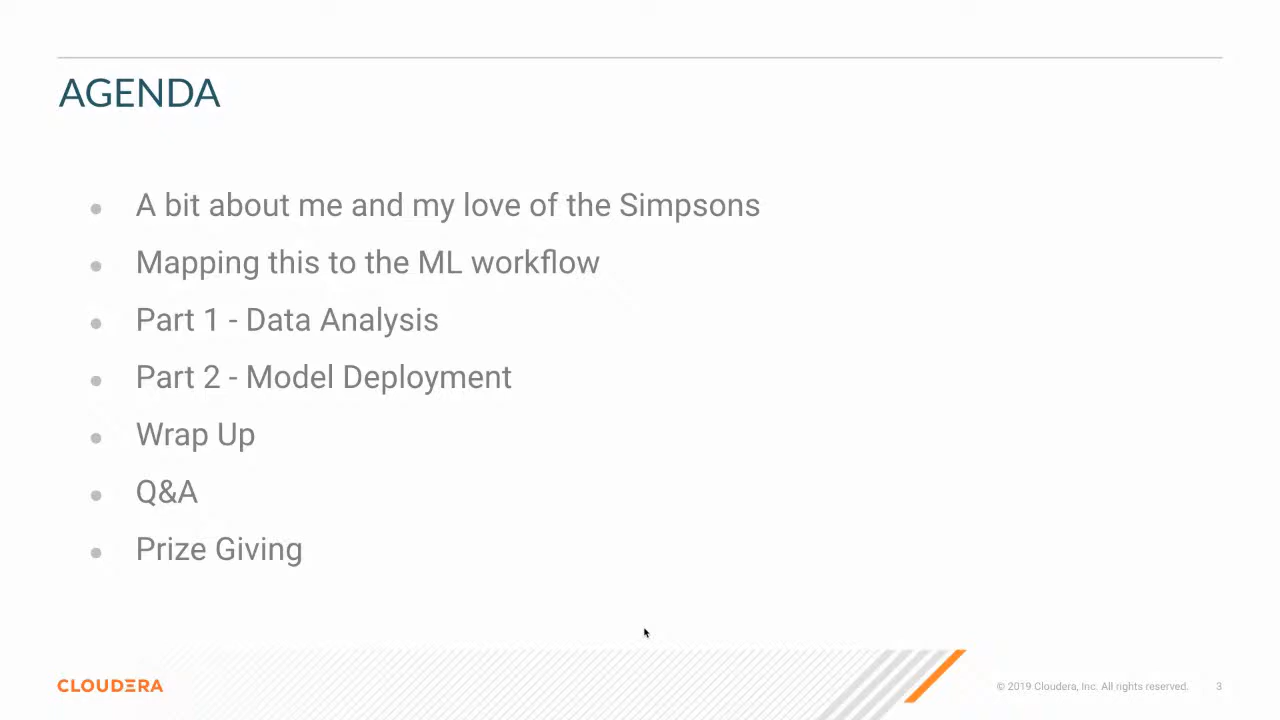 AGENDA
A bit about me and my love of the Simpsons
Mapping this to the ML workflow
Part 1 - Data Analysis
Part 2 - Model Deployment
Wrap Up
Q&A
Prize Giving
CLOUDERA
© 2019 Cloudera, Inc. All rights reserved. 3